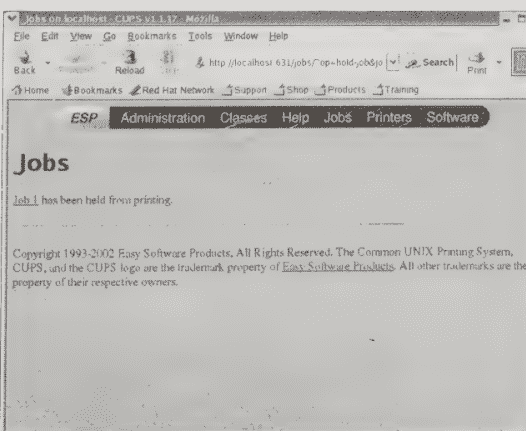 Jobs on localhost - CUPS v1.1.17 - Mozilla
File Edit View Go Bookmarks Tools Window Help
Back Reload Print
http://localhost:631/jobs/?op=hold-job&jo Search
Home Bookmarks Red Hat Network Support Shop Products Training
ESP Administration Classes Help Jobs Printers Software
Jobs
Job 1 has been held from printing.
Copyright 1993-2002 Easy Software Products, All Rights Reserved. The Common UNIX Printing System,
CUPS, and the CUPS logo are the trademark property of Easy Software Products. All other trademarks are the
property of their respective owners.